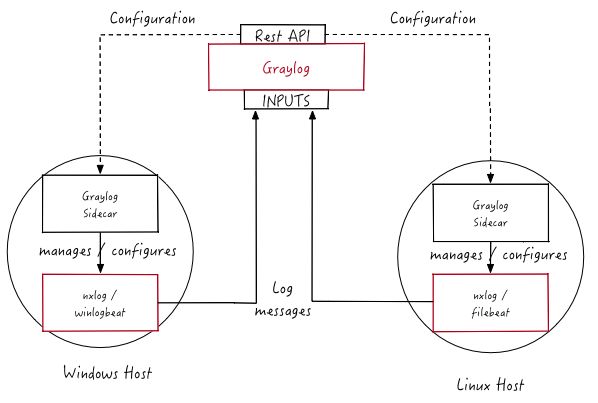 Configuration
Configuration
Rest API
Graylog
INPUTS
Graylog
Sidecar
Graylog
Sidecar
manages / configures
manages / configures
nxlog /
winlogbeat
Log
messages
nxlog /
filebeat
Windows Host
Linux Host